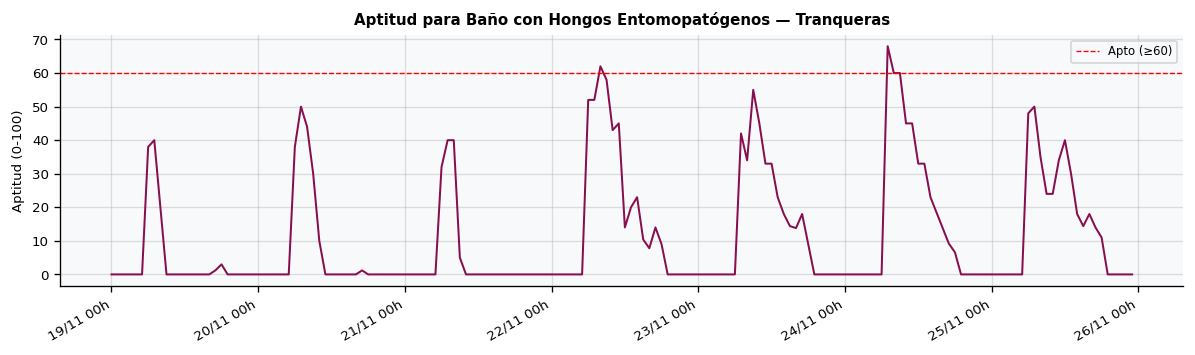 Aptitud para Baño con Hongos Entomopatógenos — Tranqueras
Apto (≥60)
Aptitud (0-100)
70
60
50
40
30
20
10
0
19/11 00h
20/11 00h
21/11 00h
22/11 00h
23/11 00h
24/11 00h
25/11 00h
26/11 00h